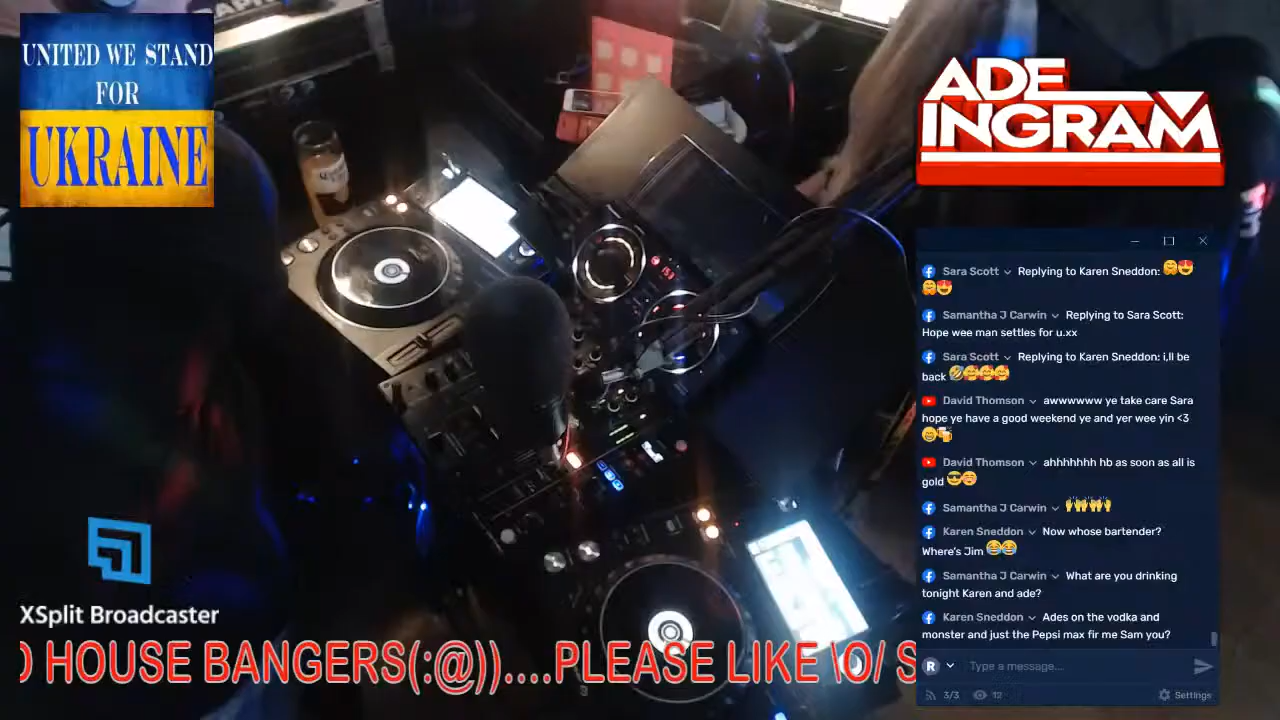 UNITED WE STAND
FOR
UKRAINE
ADE
INGRAM
Sara Scott Replying to Karen Sneddon: 🤗😍
🤗😍
Samantha J Carwin Replying to Sara Scott:
Hope wee man settles for u.xx
Sara Scott Replying to Karen Sneddon: i,ll be
back 🤣🥰🥰🥰
David Thomson awwwwww ye take care Sara
hope ye have a good weekend ye and yer wee yin <3
😁🍻
David Thomson ahhhhhhh hb as soon as all is
gold 😎☺️
Samantha J Carwin 🙌🙌🙌🙌
Karen Sneddon Now whose bartender?
Where's Jim 😂😂
Samantha J Carwin What are you drinking
tonight Karen and ade?
Karen Sneddon Ades on the vodka and
monster and just the Pepsi max fir me Sam you?
R Type a message...
3/3 12 Settings
XSplit Broadcaster
HOUSE BANGERS(:@))....PLEASE LIKE \O/ S